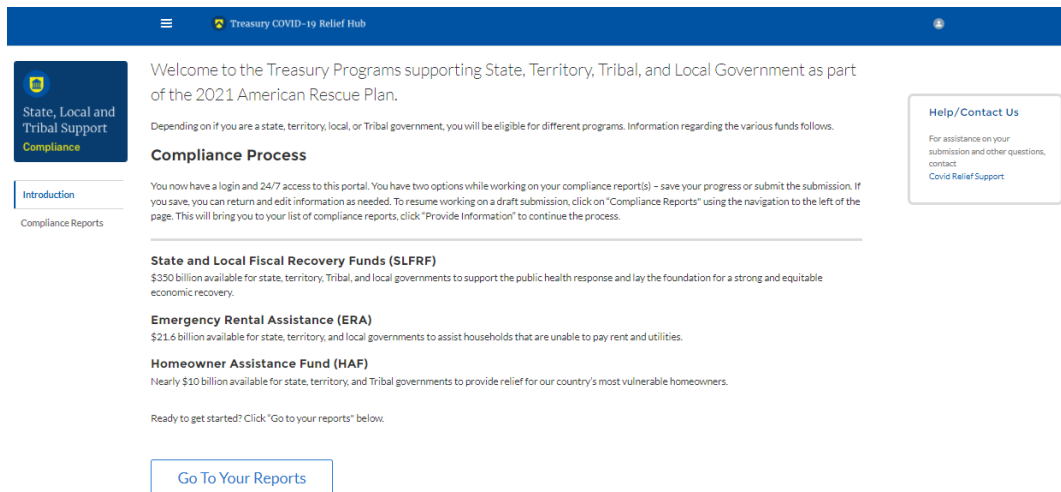 Treasury COVID-19 Relief Hub
State, Local and
Tribal Support
Compliance
Introduction
Compliance Reports
Welcome to the Treasury Programs supporting State, Territory, Tribal, and Local Government as part
of the 2021 American Rescue Plan.
Depending on if you are a state, territory, local, or Tribal government, you will be eligible for different programs. Information regarding the various funds follows.
Compliance Process
You now have a login and 24/7 access to this portal. You have two options while working on your compliance report(s) – save your progress or submit the submission. If
you save, you can return and edit information as needed. To resume working on a draft submission, click on "Compliance Reports" using the navigation to the left of the
page. This will bring you to your list of compliance reports, click "Provide Information" to continue the process.
State and Local Fiscal Recovery Funds (SLFRF)
$350 billion available for state, territory, Tribal, and local governments to support the public health response and lay the foundation for a strong and equitable
economic recovery.
Emergency Rental Assistance (ERA)
$21.6 billion available for state, territory, and local governments to assist households that are unable to pay rent and utilities.
Homeowner Assistance Fund (HAF)
Nearly $10 billion available for state, territory, and Tribal governments to provide relief for our country's most vulnerable homeowners.
Ready to get started? Click "Go to your reports" below.
Go To Your Reports
Help/Contact Us
For assistance on your
submission and other questions,
contact
Covid Relief Support